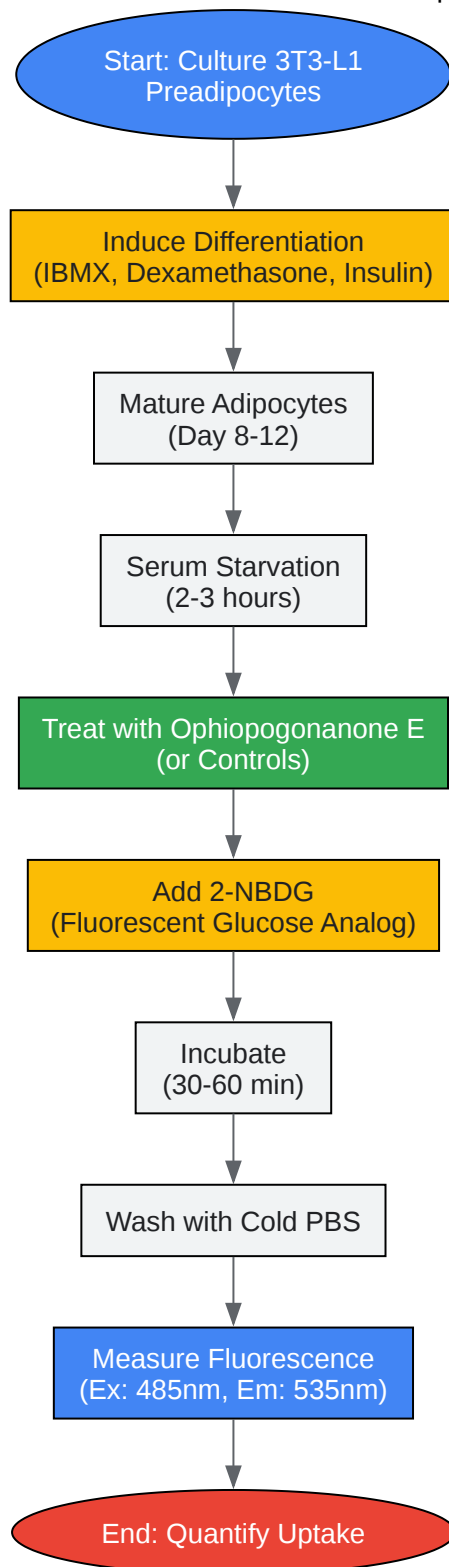 Start: Culture 3T3-L1
Preadipocytes
Induce Differentiation
(IBMX, Dexamethasone, Insulin)
Mature Adipocytes
(Day 8-12)
Serum Starvation
(2-3 hours)
Treat with Ophiopogonanone E
(or Controls)
Add 2-NBDG
(Fluorescent Glucose Analog)
Incubate
(30-60 min)
Wash with Cold PBS
Measure Fluorescence
(Ex: 485nm, Em: 535nm)
End: Quantify Uptake